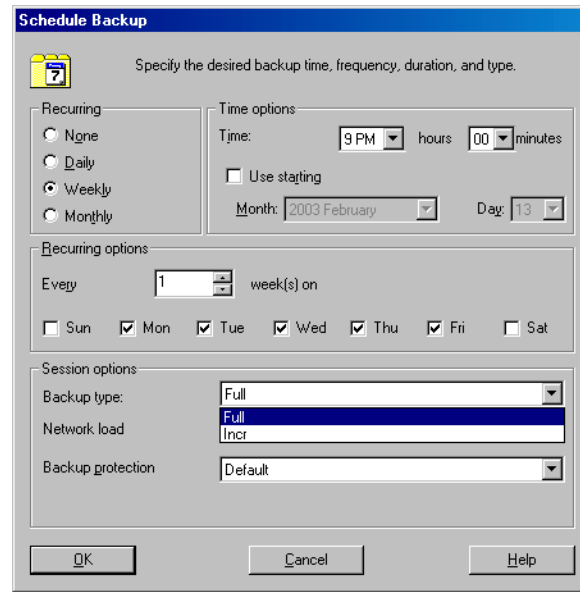 Schedule Backup
7
Specify the desired backup time, frequency, duration, and type.
Recurring
None
Daily
Weekly
Monthly
Time options
Time: 9 PM hours 00 minutes
Use starting
Month: 2003 February Day: 13
Recurring options
Every 1 week(s) on
Sun Mon Tue Wed Thu Fri Sat
Session options
Backup type: Full
Full
Network load
Incr
Backup protection Default
OK Cancel Help